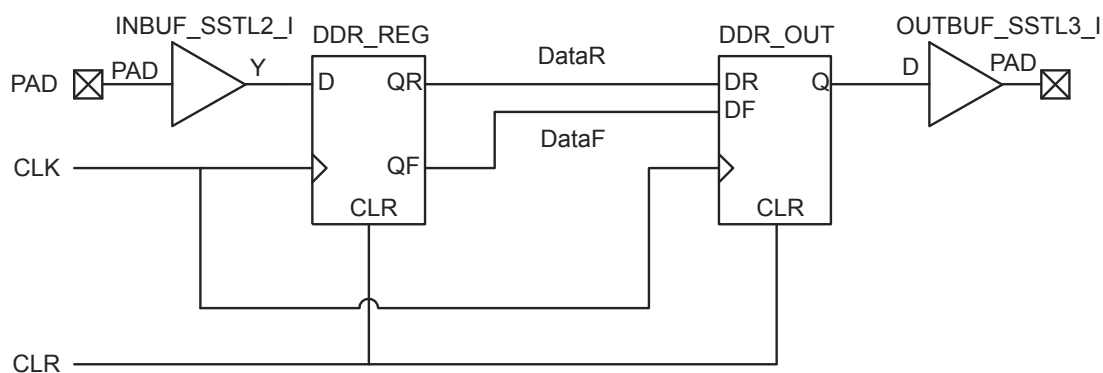 INBUF_SSTL2_I
DDR_REG
DDR_OUT
OUTBUF_SSTL3_I
PAD
PAD
Y
D
QR
DataR
DR
Q
D
PAD
DF
DataF
CLK
QF
CLR
CLR
CLR